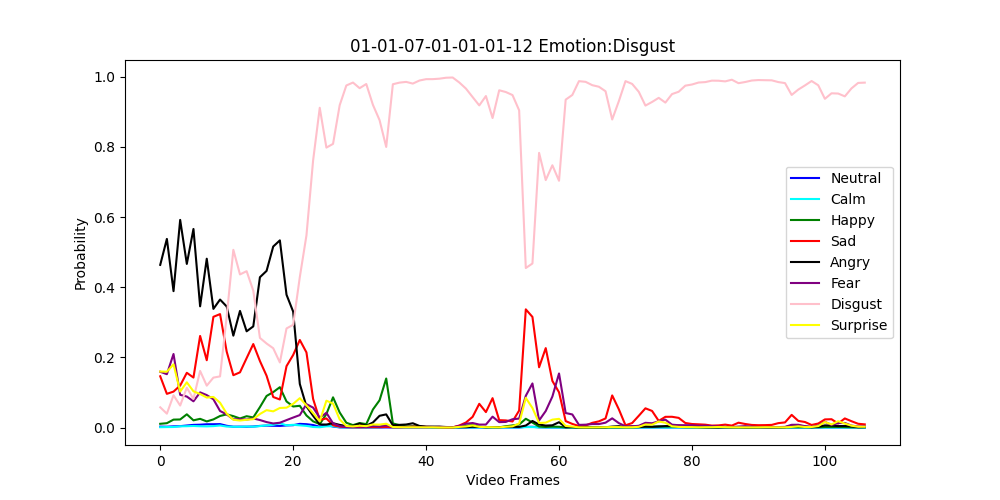 01-01-07-01-01-01-12 Emotion:Disgust
1.0
0.8
0.6
0.4
0.2
0.0
Probability
Neutral
Calm
Happy
Sad
Angry
Fear
Disgust
Surprise
0 20 40 60 80 100
Video Frames